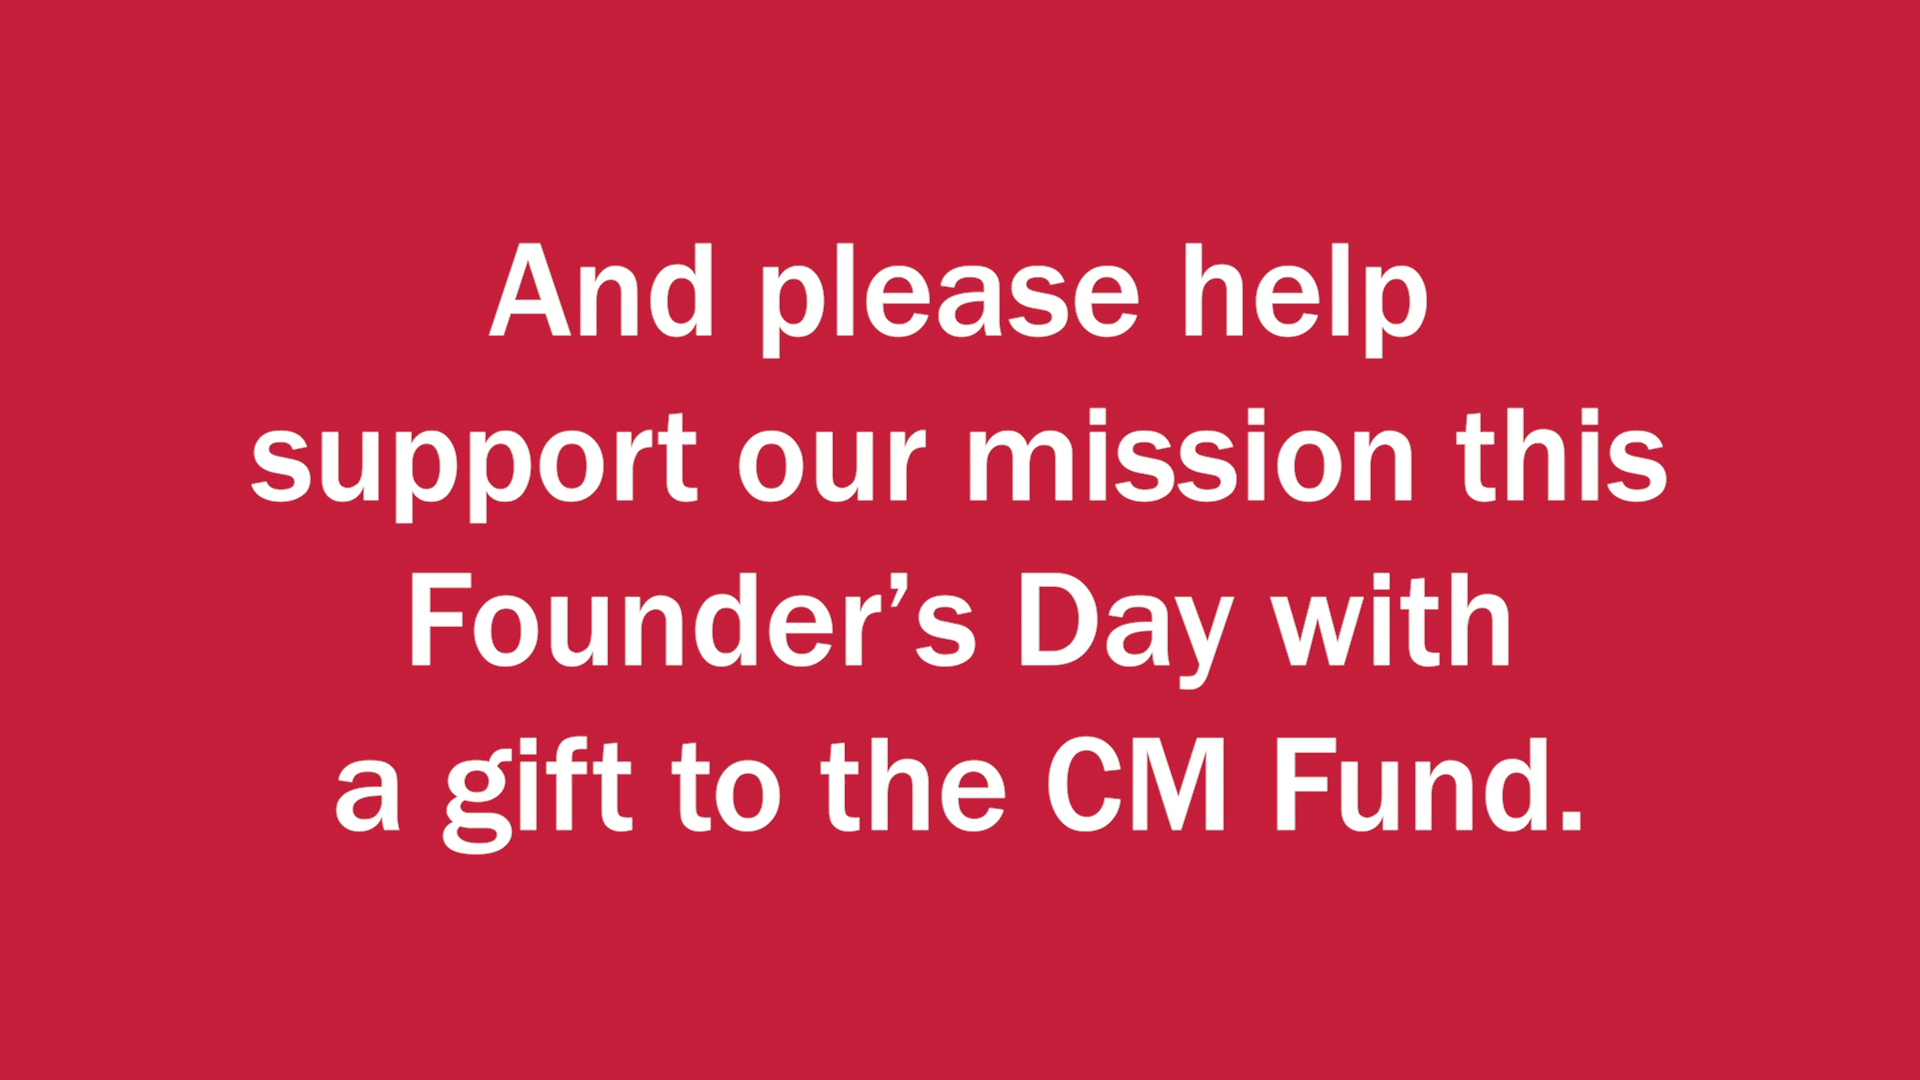 And please help
support our mission this
Founder’s Day with
a gift to the CM Fund.